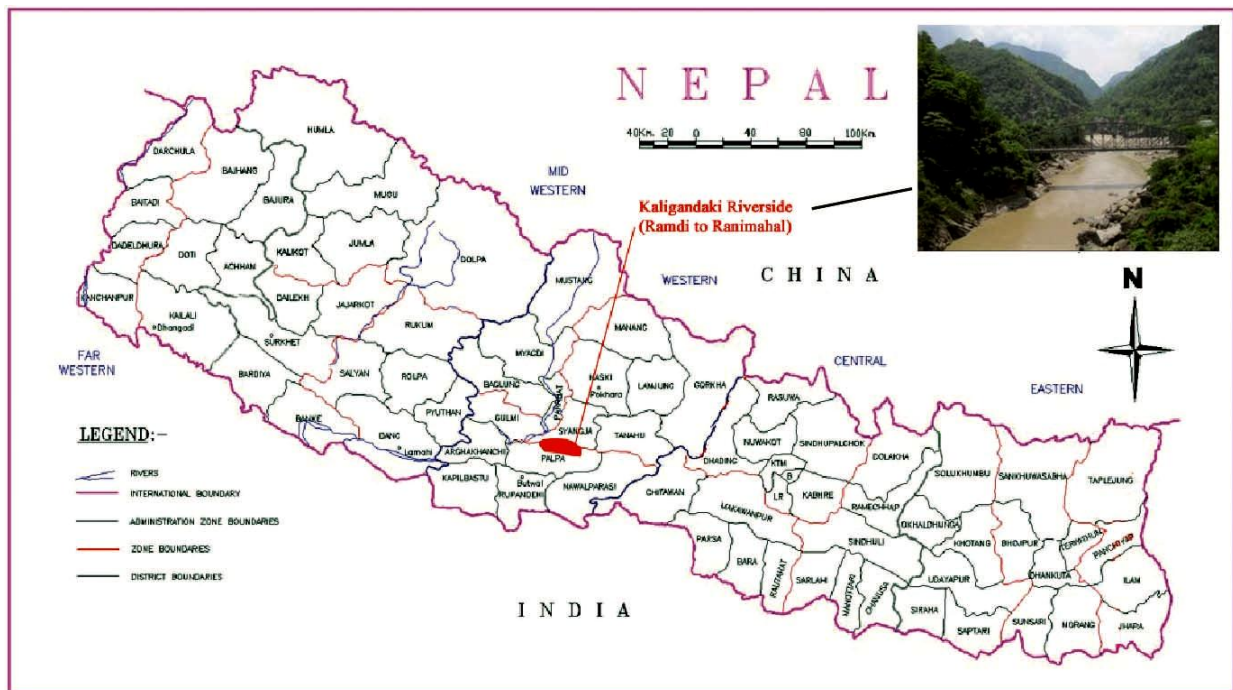 NEPAL
40Km. 20 0 20 40 60 80 100Km.
HUMLA
DARCHULA
BAJHANG
MID
WESTERN
BAITADI
BAJURA
MUGU
Kaligandaki Riverside
(Ramdi to Ranimahal)
DADELDHURA
DOTI
ACHHAM
KALIKOT
JUMLA
DOLPA
MUSTANG
WESTERN
CHINA
N
KANCHANPUR
KAILALI
Dhangadi
DAILEKH
JAJARKOT
RUKUM
MANANG
SURKHET
MYAGDI
FAR
WESTERN
BARDIYA
SALYAN
ROLPA
BAGLUNG
PARBAT
KASKI
Pokhara
LAMJUNG
GORKHA
CENTRAL
EASTERN
RASUWA
BANKE
PYUTHAN
GULMI
SYANGJA
TANAHU
NUWAKOT
SINDHUPALCHOK
DOLAKHA
LEGEND:-
DANG
Lamahi
ARGHAKHANCHI
PALPA
DHADING
KTM
B
SOLUKHUMBU
SANKHUWASABHA
TAPLEJUNG
KAPILBASTU
Butwal
RUPANDEHI
NAWALPARASI
CHITAWAN
LR
KABHRE
RAMECHHAP
RIVERS
INTERNATIONAL BOUNDARY
MAKAWANPUR
OKHALDHUNGA
KHOTANG
BHOJPUR
TERHATHUM
PANCHTHAR
ADMINISTRATION ZONE BOUNDARIES
PARSA
SINDHULI
ZONE BOUNDARIES
BARA
RAUTAHAT
SARLAHI
UDAYAPUR
DHANKUTA
ILAM
DISTRICT BOUNDARIES
MAHOTTARI
DHANUSA
SIRAHA
SAPTARI
SUNSARI
MORANG
JHAPA
INDIA